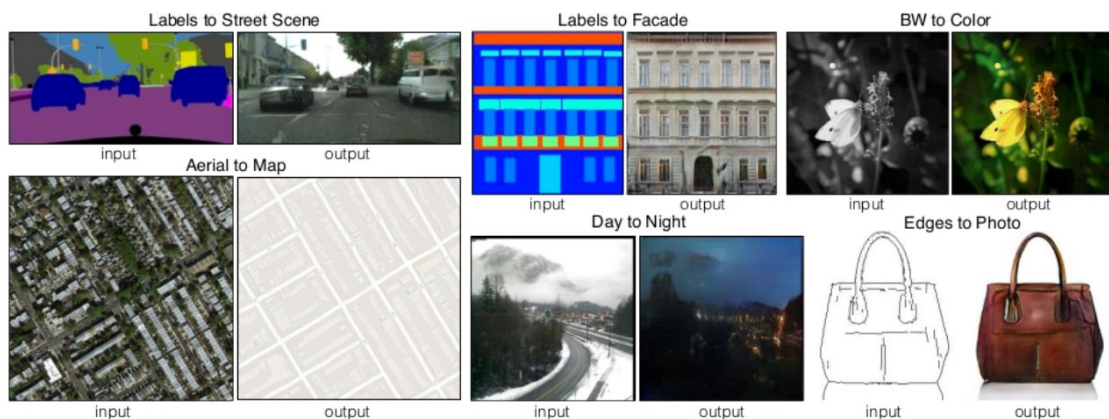 Labels to Street Scene
input
output
Aerial to Map
input
output
Labels to Facade
input
output
BW to Color
input
output
Day to Night
input
output
Edges to Photo
input
output